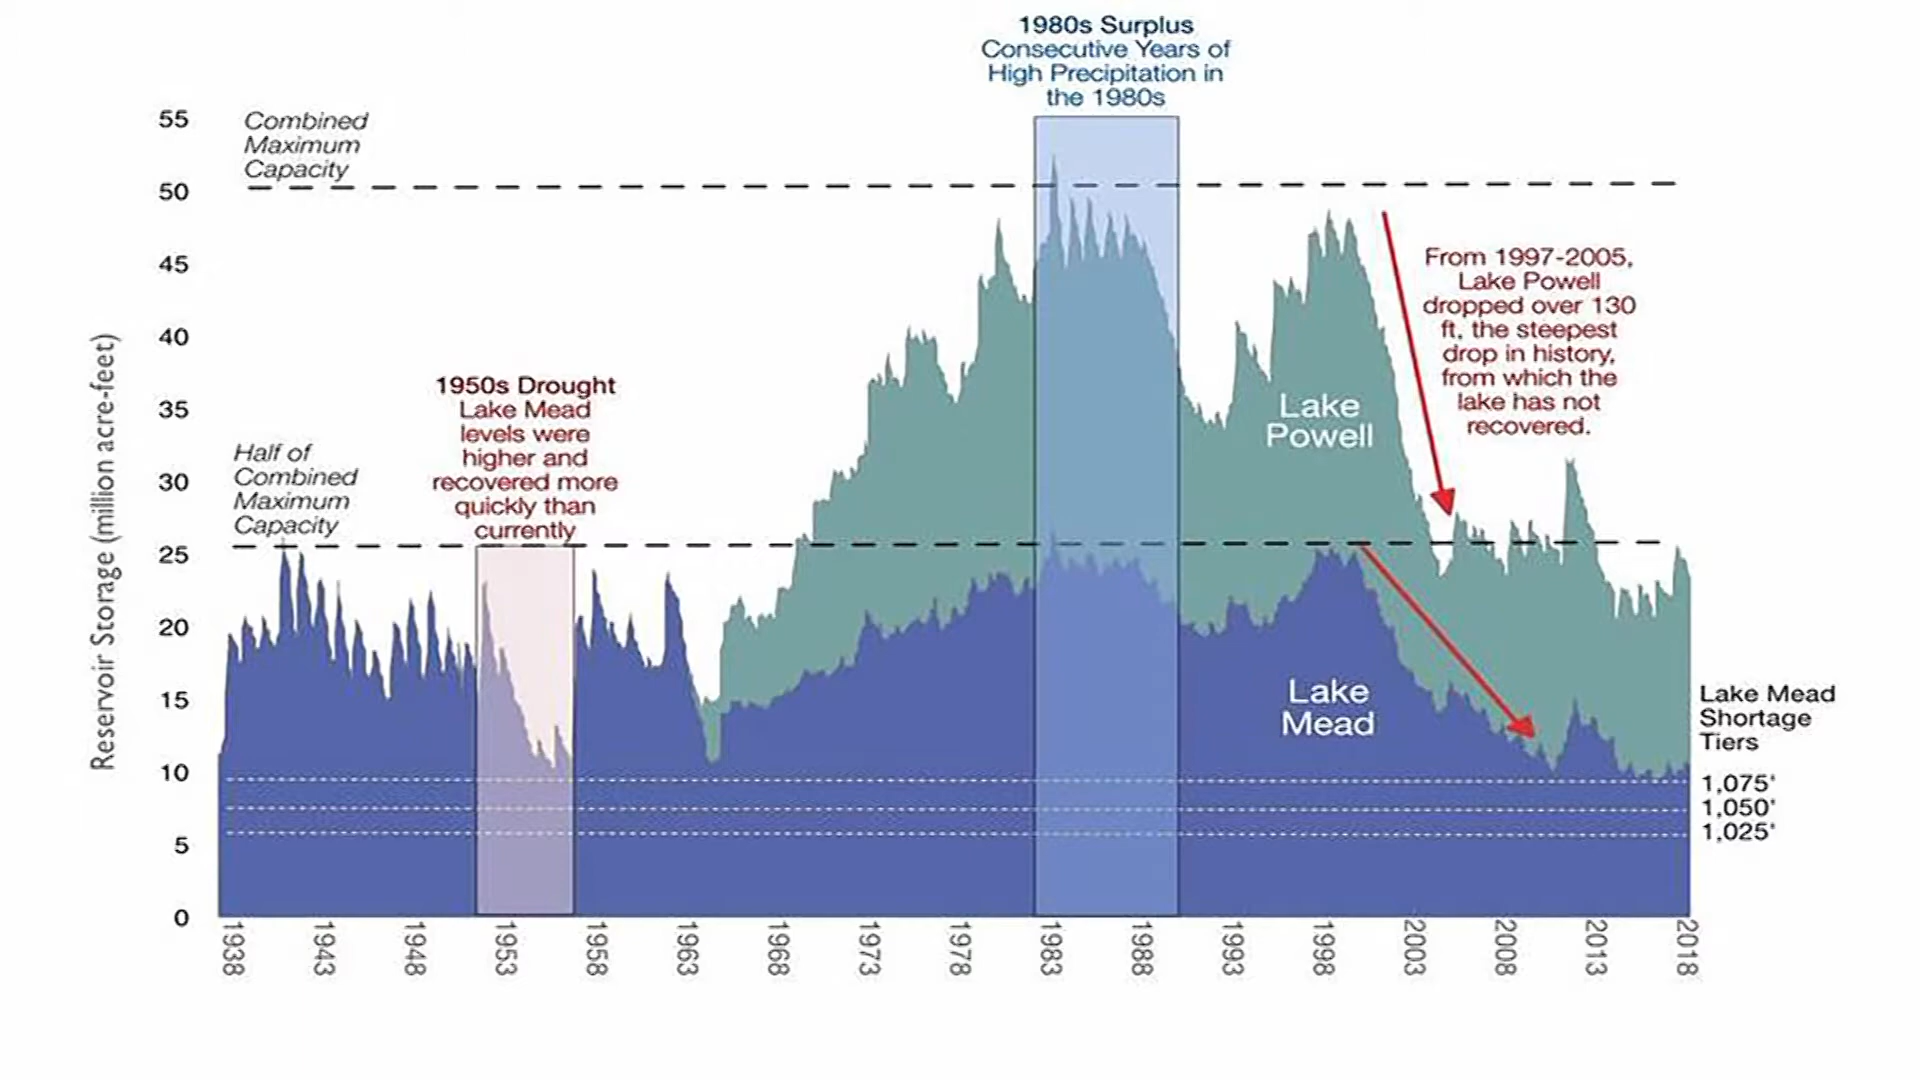 1980s Surplus
Consecutive Years of
High Precipitation in
the 1980s
55
Combined
Maximum
Capacity
50
45
From 1997-2005,
Lake Powell
dropped over 130
ft, the steepest
drop in history,
from which the
lake has not
recovered.
40
1950s Drought
Lake Mead
levels were
higher and
recovered more
quickly than
currently
35
Lake
Powell
Half of
Combined
Maximum
Capacity
30
25
20
15
10
5
0
Reservoir Storage (million acre-feet)
Lake
Mead
Lake Mead
Shortage
Tiers
1,075'
1,050'
1,025'
1938
1943
1948
1953
1958
1963
1968
1973
1978
1983
1988
1993
1998
2003
2008
2013
2018